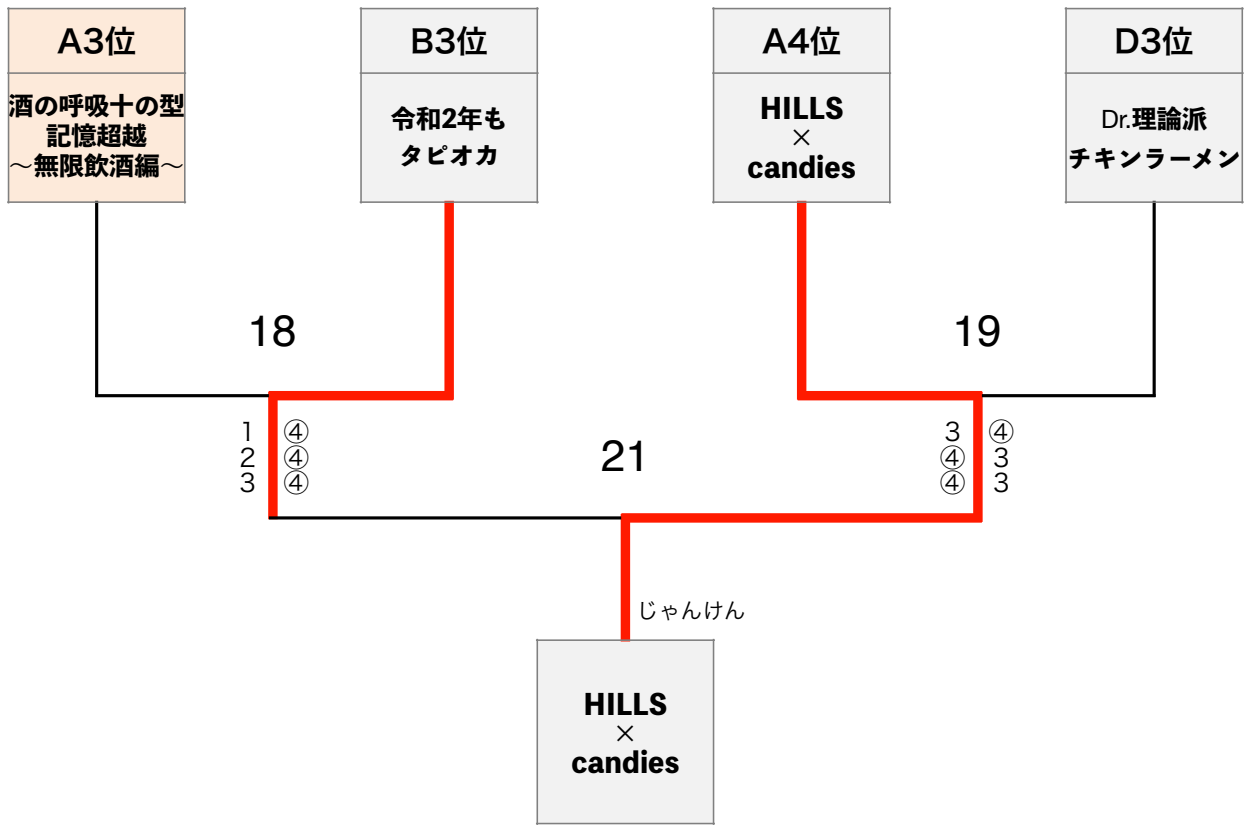 A3位
酒の呼吸十の型
記憶超越
〜無限飲酒編〜
B3位
令和2年も
タピオカ
A4位
HILLS
×
candies
D3位
Dr.理論派
チキンラーメン
18
19
1 ④
2 ④
3 ④
21
3 ④
④ 3
④ 3
じゃんけん
HILLS
×
candies